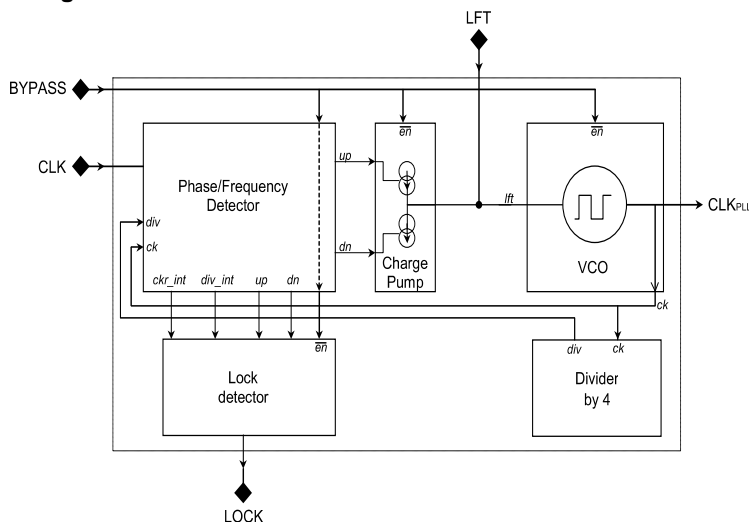 LFT
BYPASS
en
en
CLK
Phase/Frequency
Detector
up
dn
div
ck
ckr_int
div_int
up
dn
Charge
Pump
lft
VCO
CLKPLL
ck
en
Lock
detector
div
ck
Divider
by 4
LOCK